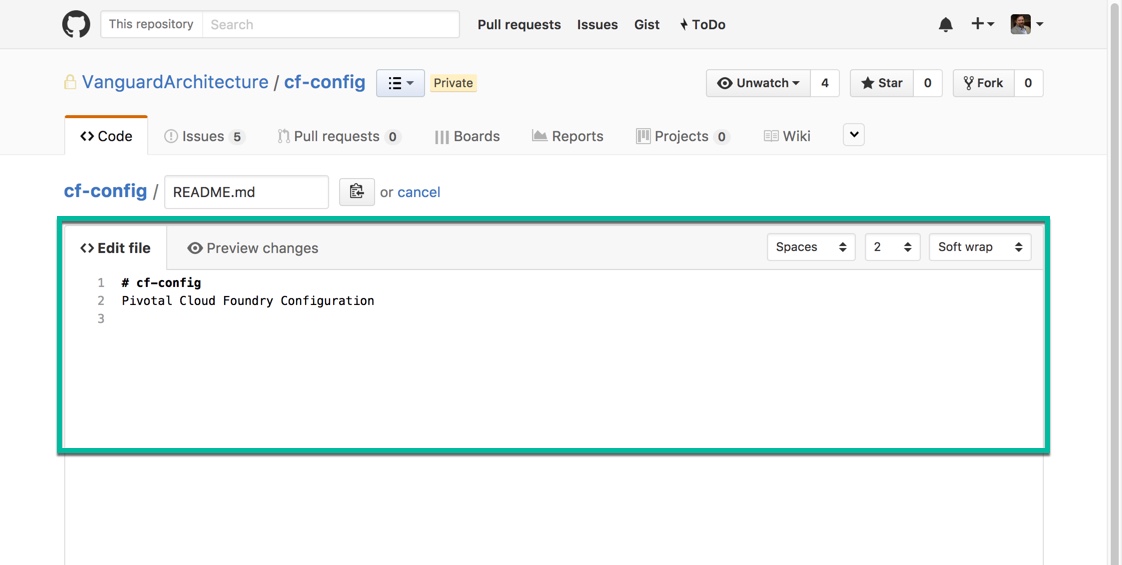 This repository Search Pull requests Issues Gist ToDo
VanguardArchitecture / cf-config Private Unwatch 4 Star 0 Fork 0
Code Issues 5 Pull requests 0 Boards Reports Projects 0 Wiki
cf-config / README.md or cancel
<> Edit file Preview changes Spaces 2 Soft wrap
1 # cf-config
2 Pivotal Cloud Foundry Configuration
3